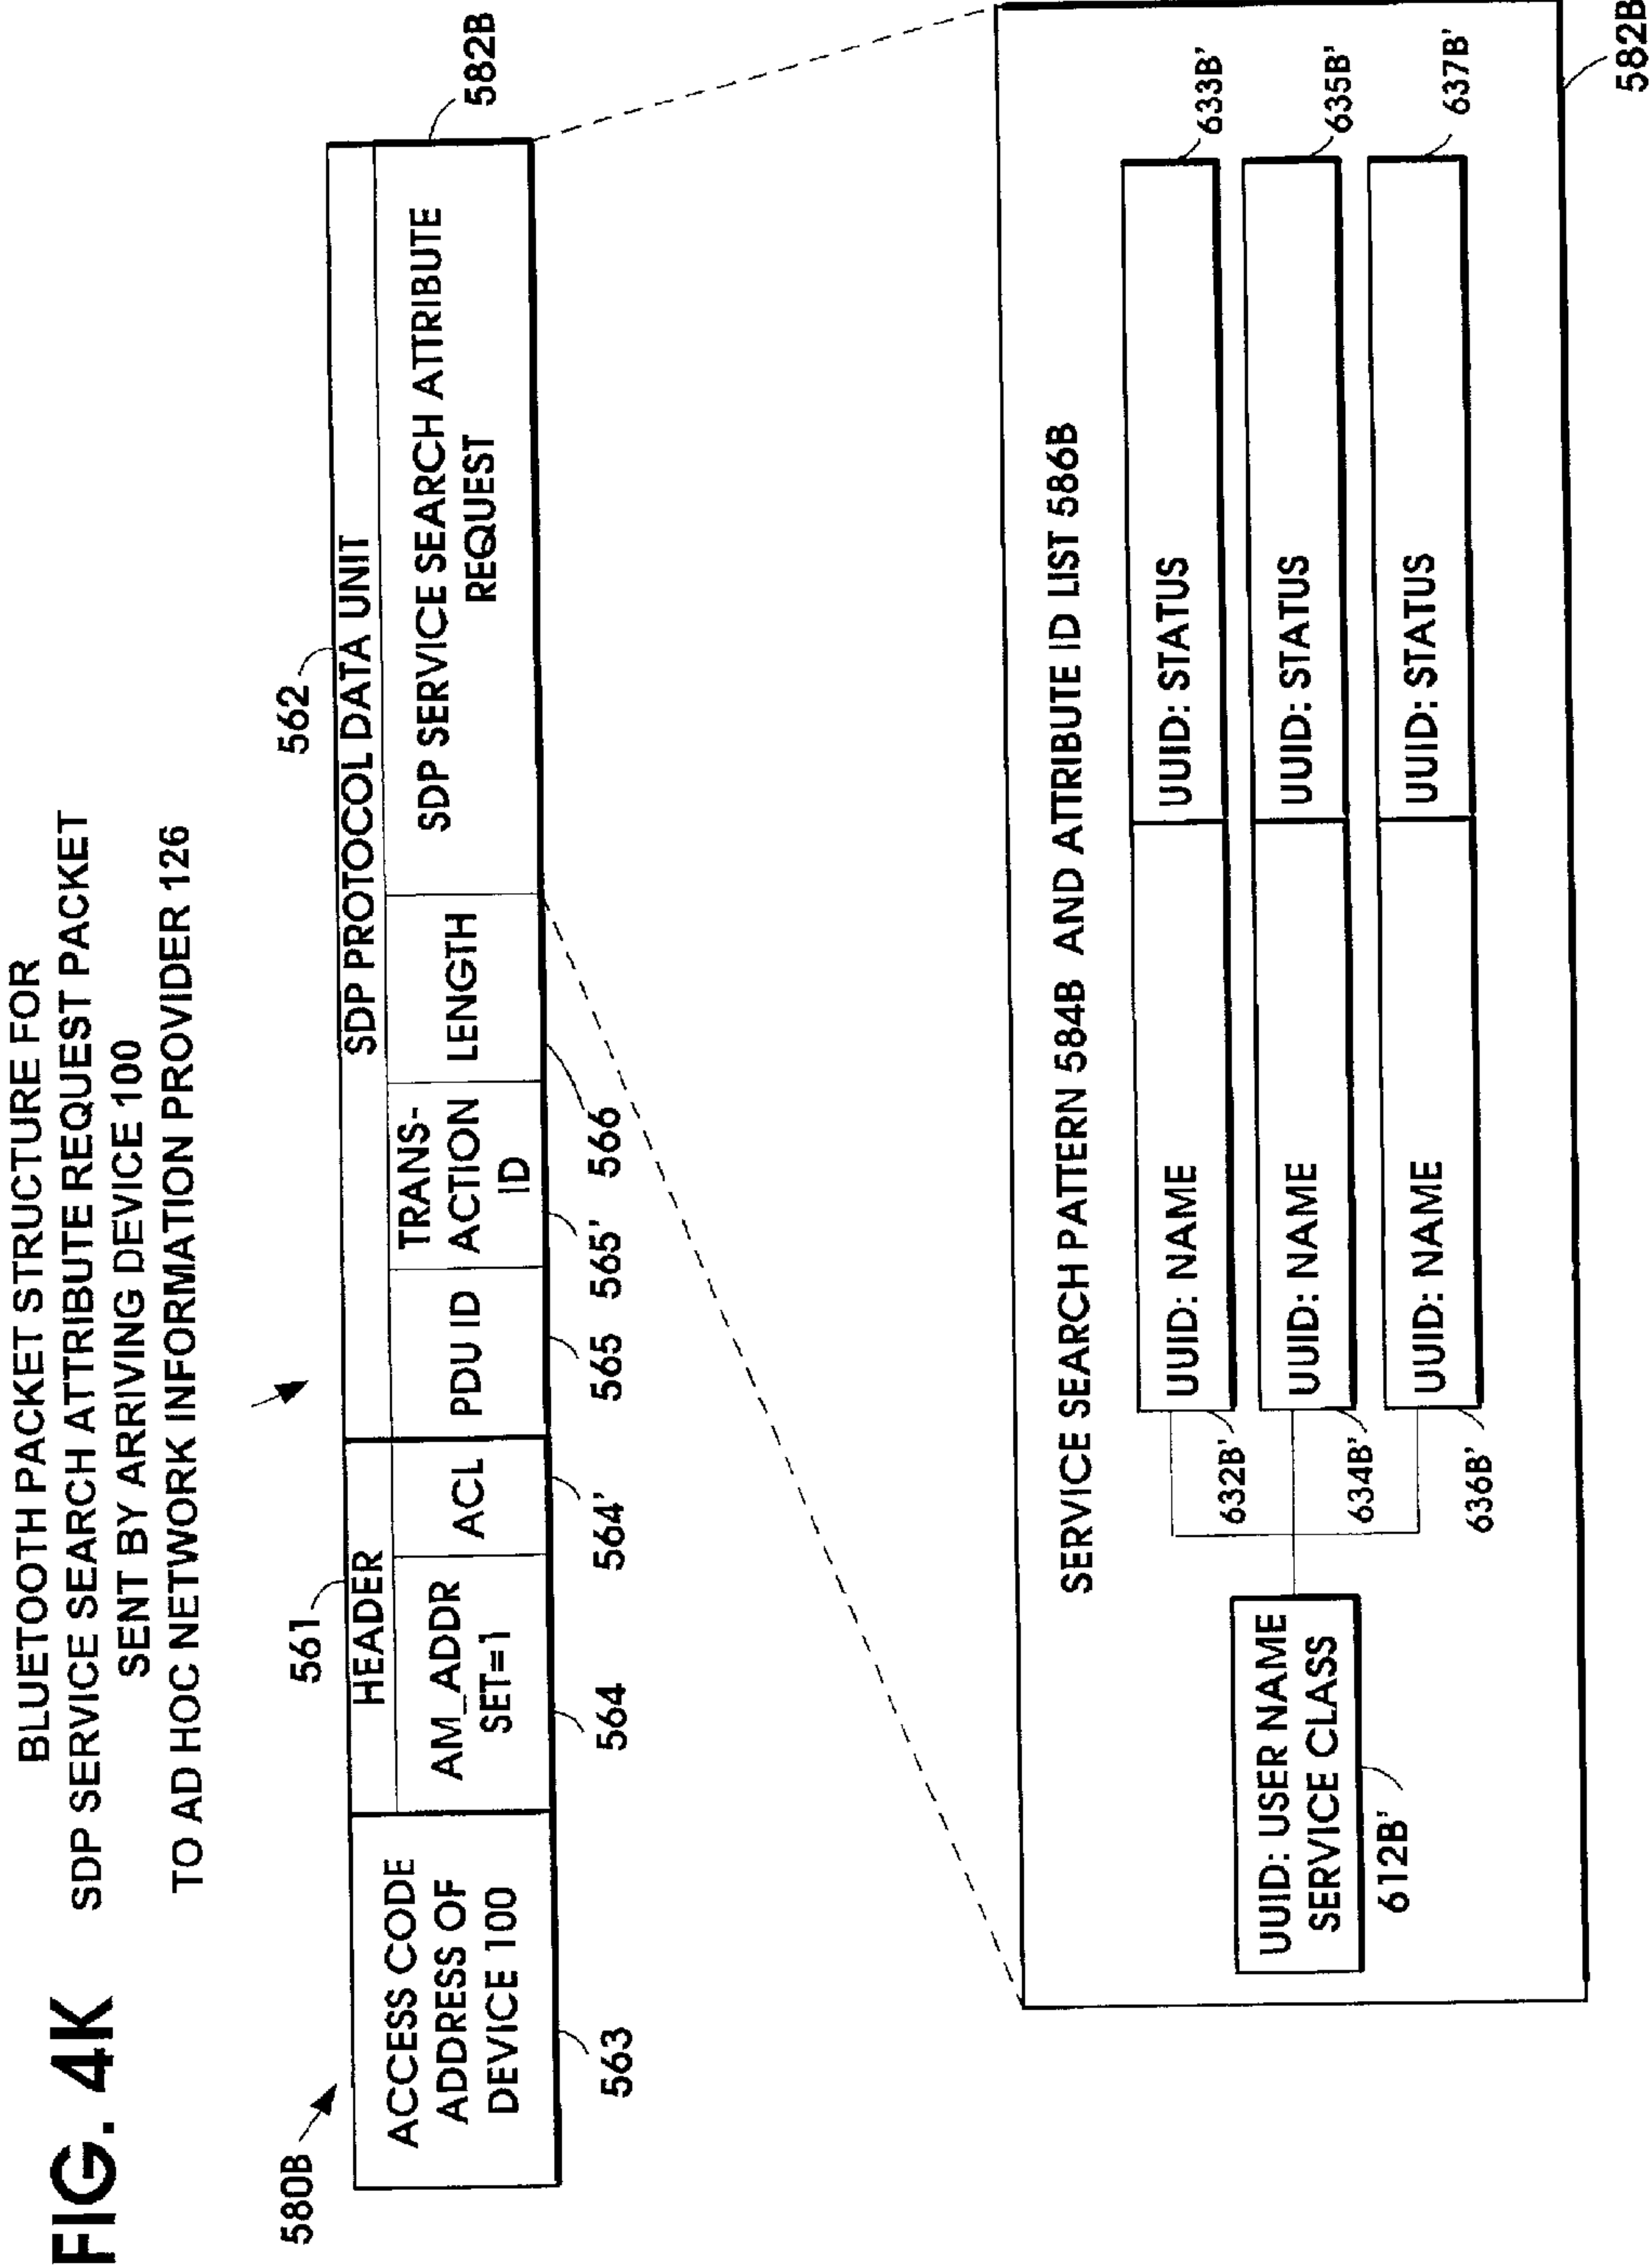 FIG. 4K
BLUETOOTH PACKET STRUCTURE FOR
SDP SERVICE SEARCH ATTRIBUTE REQUEST PACKET
SENT BY ARRIVING DEVICE 100
TO AD HOC NETWORK INFORMATION PROVIDER 126
580B
561
562
HEADER
SDP PROTOCOL DATA UNIT
ACCESS CODE
ADDRESS OF
DEVICE 100
AM_ADDR
SET=1
ACL
PDU ID
TRANS-
ACTION
ID
LENGTH
SDP SERVICE SEARCH ATTRIBUTE
REQUEST
582B
563
564
564'
565
565'
566
SERVICE SEARCH PATTERN 584B AND ATTRIBUTE ID LIST 586B
UUID: USER NAME
SERVICE CLASS
612B'
UUID: NAME
UUID: STATUS
632B'
633B'
UUID: NAME
UUID: STATUS
634B'
635B'
UUID: NAME
UUID: STATUS
636B'
637B'
582B